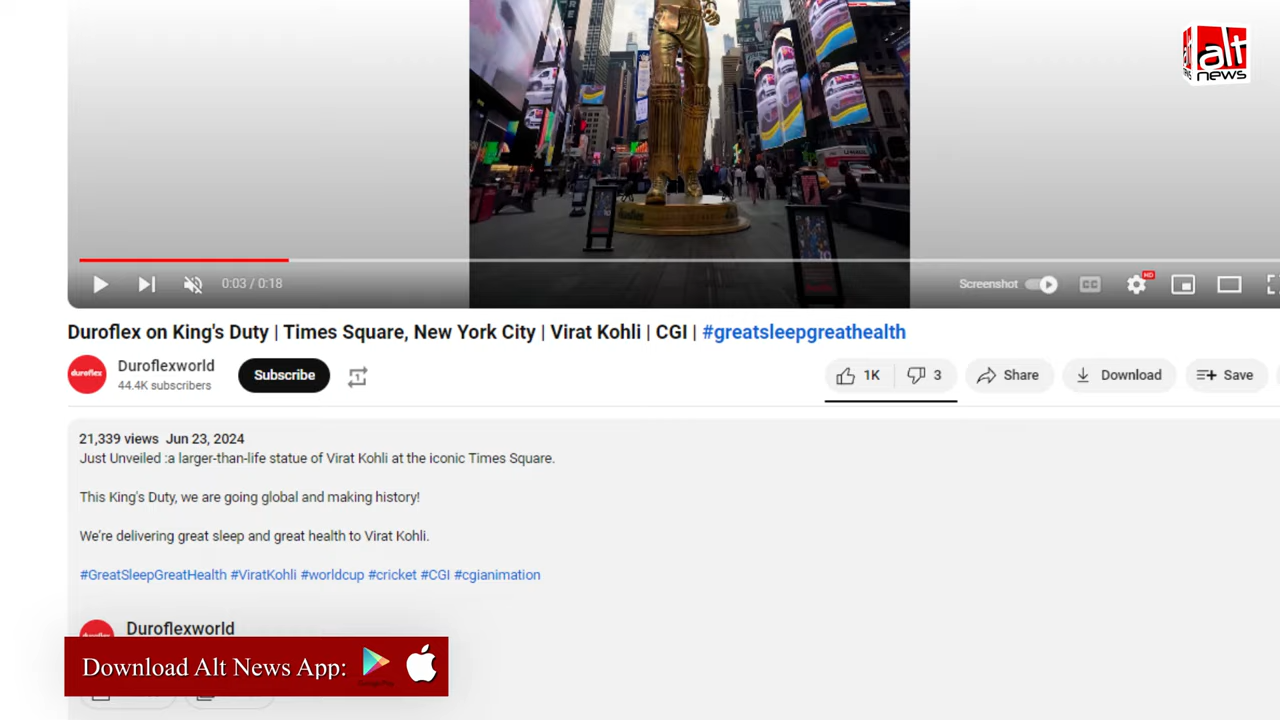 alt
news
0:03 / 0:18
Screenshot
CC
HD
Duroflex on King's Duty | Times Square, New York City | Virat Kohli | CGI | #greatsleepgreathealth
duroflex
Duroflexworld
44.4K subscribers
Subscribe
1K
3
Share
Download
Save
21,339 views Jun 23, 2024
Just Unveiled :a larger-than-life statue of Virat Kohli at the iconic Times Square.
This King's Duty, we are going global and making history!
We're delivering great sleep and great health to Virat Kohli.
#GreatSleepGreatHealth #ViratKohli #worldcup #cricket #CGI #cgianimation
Duroflexworld
Download Alt News App: